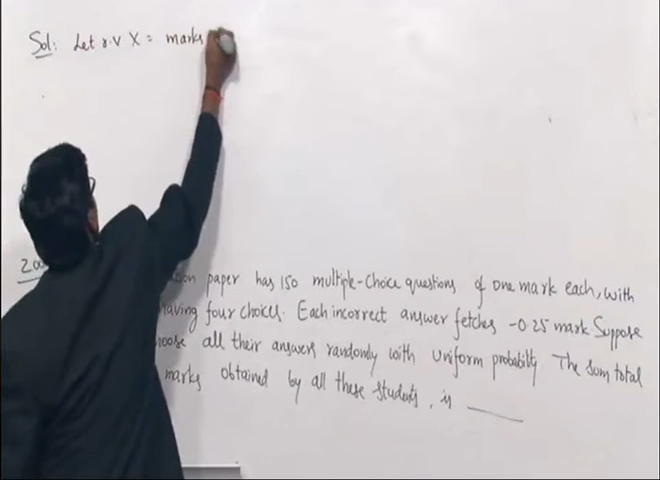 Sol: Let r.v X = marks
200
paper has 150 multiple-choice questions of one mark each, with
having four choices. Each incorrect answer fetches -0.25 mark Suppose
all their answers randomly with uniform probability The sum total
marks obtained by all these students, is ______